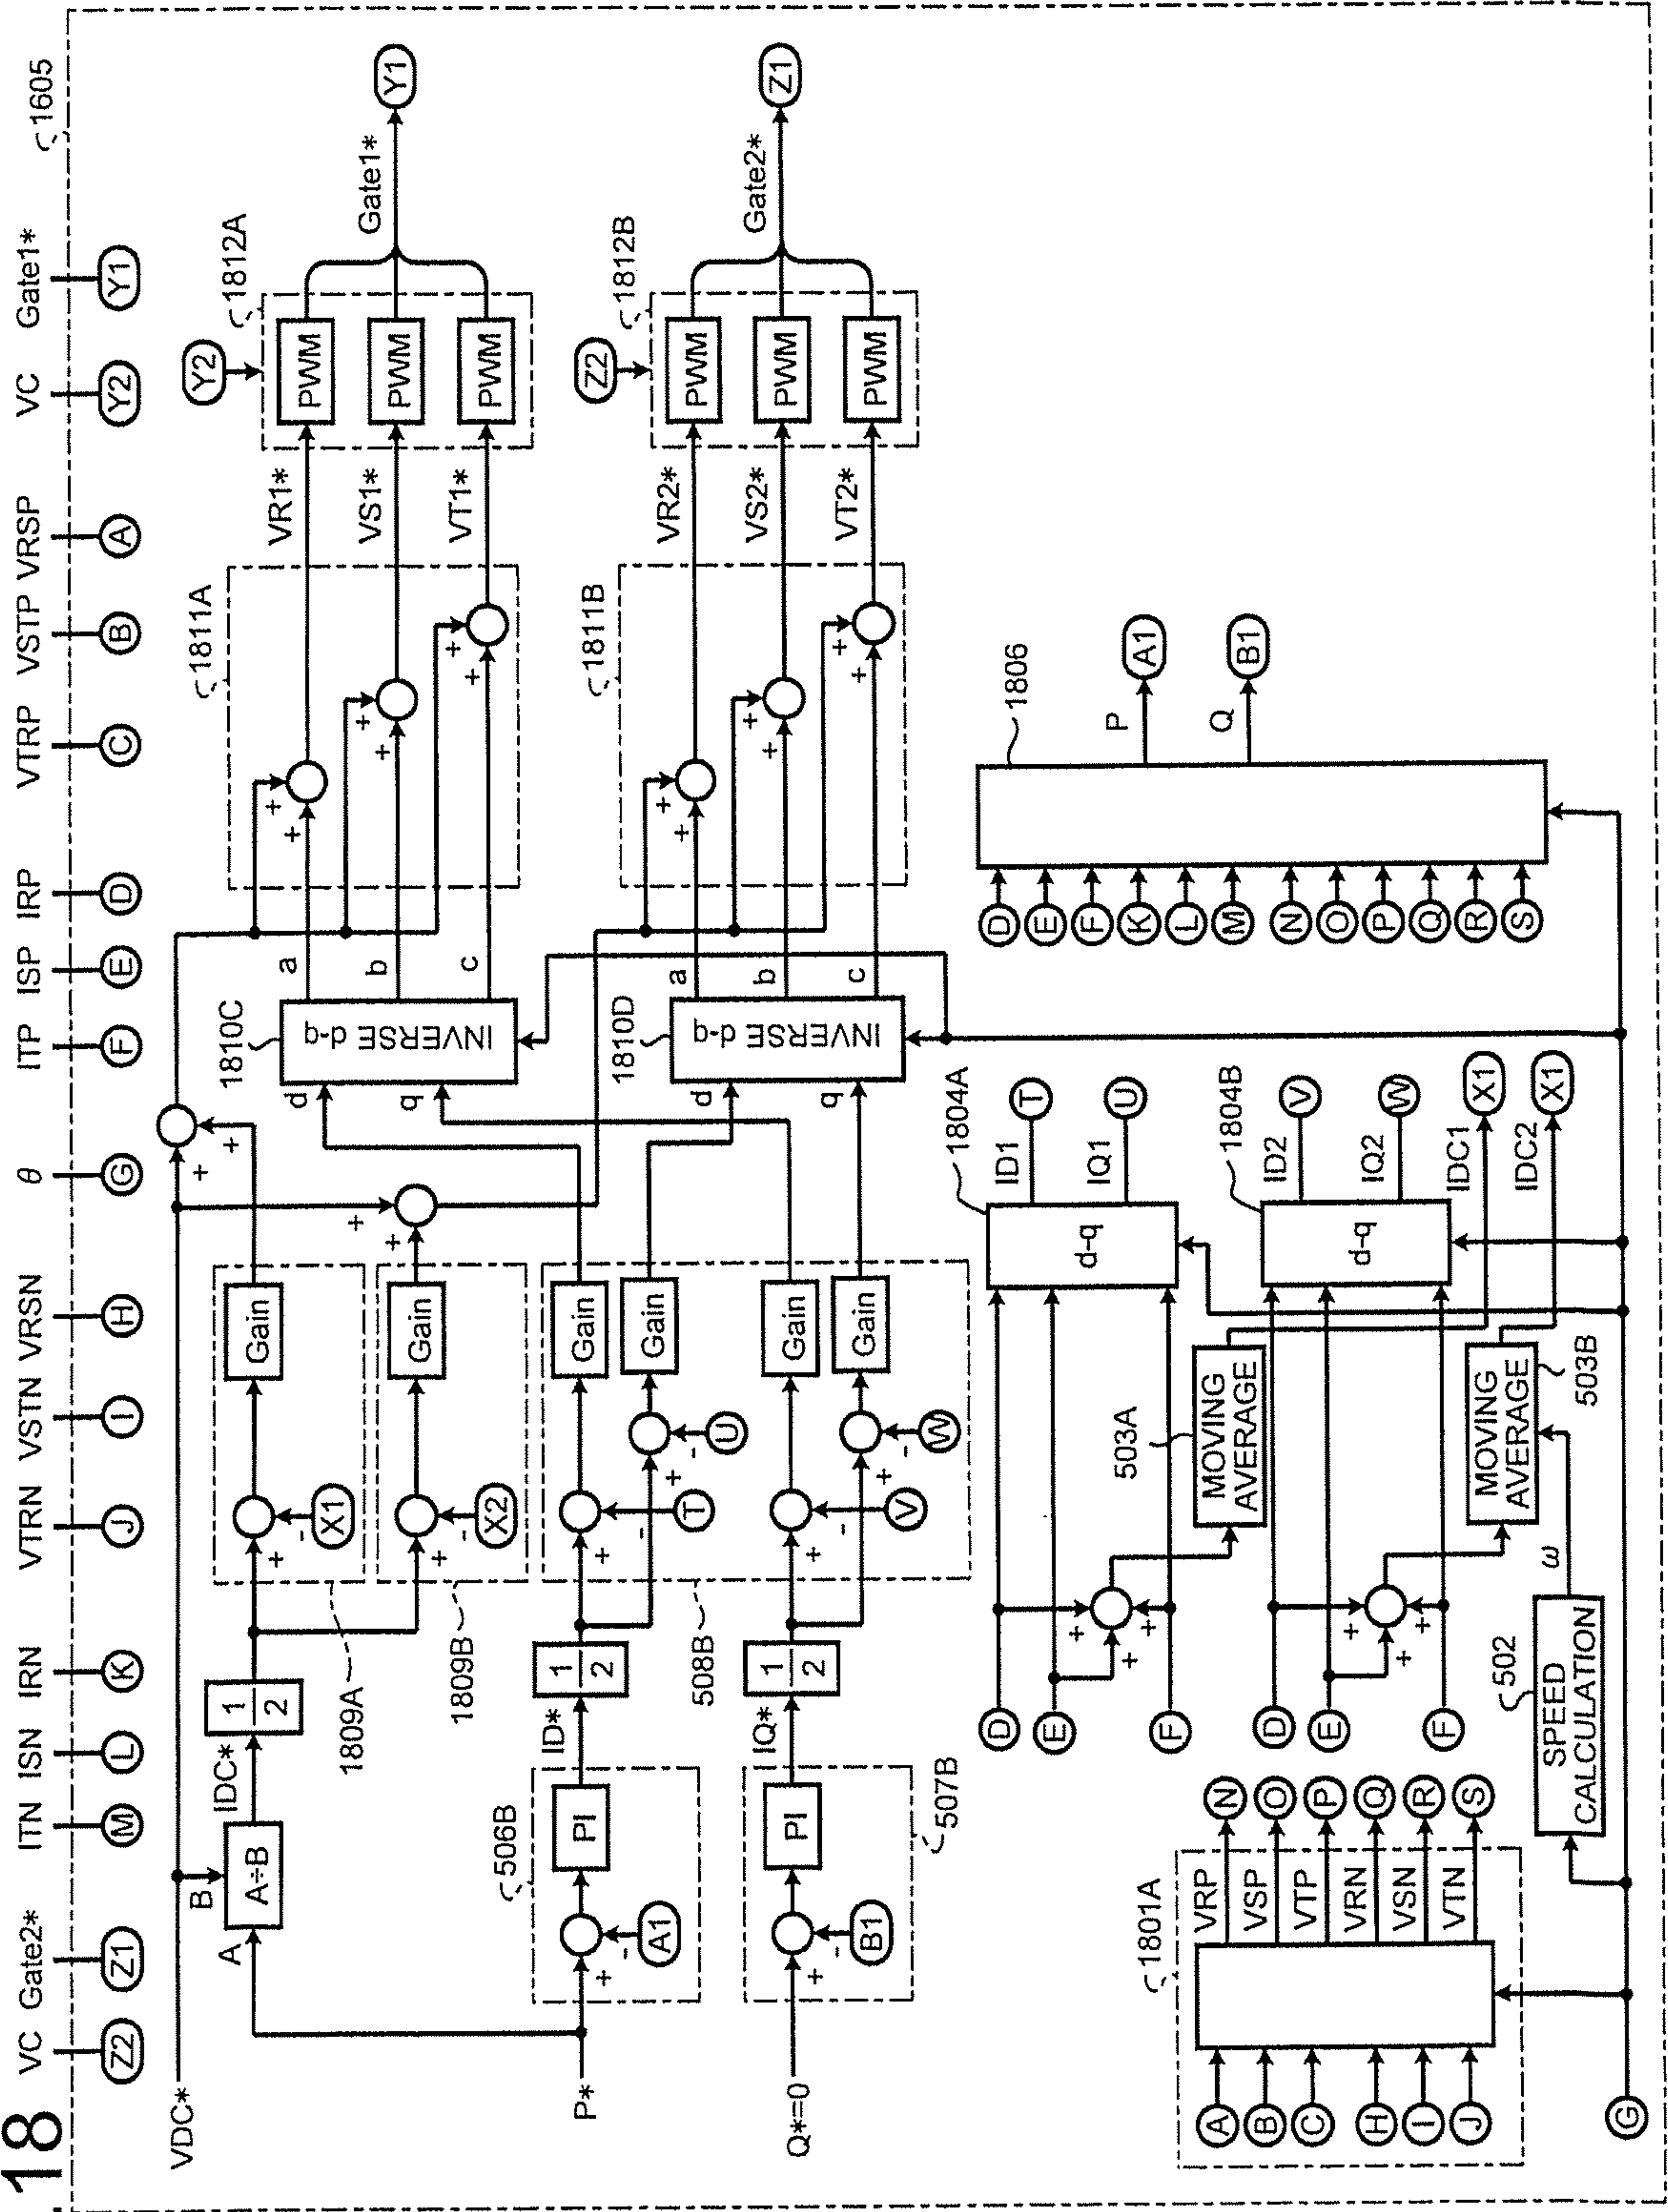 18
VC Gate2* ITN ISN IRN VTRN VSTN VRSN θ ITP ISP IRP VTRP VSTP VRSP VC Gate1*
Z2 Z1 M L K J I H G F E D C B A Y2 Y1
1605
VDC*
B
A
A÷B
IDC*
1
2
+
-
X1
Gain
1809A
+
-
X2
Gain
1809B
+
+
+
+
P*
+
-
A1
PI
506B
ID*
1
2
+
-
T
Gain
+
-
U
Gain
508B
Q*=0
+
-
B1
PI
507B
IQ*
1
2
+
-
V
Gain
+
-
W
Gain
d
q
INVERSE d-q
1810C
a
b
c
+
+
+
+
+
+
1811A
VR1*
VS1*
VT1*
Y2
PWM
PWM
PWM
1812A
Gate1*
Y1
d
q
INVERSE d-q
1810D
a
b
c
+
+
+
+
+
+
1811B
VR2*
VS2*
VT2*
Z2
PWM
PWM
PWM
1812B
Gate2*
Z1
1801A
A
B
C
H
I
J
VRP
VSP
VTP
VRN
VSN
VTN
N
O
P
Q
R
S
G
SPEED
CALCULATION
502
ω
D
E
F
+
+
+
MOVING
AVERAGE
503A
d-q
1804A
ID1
IQ1
T
U
D
E
F
+
+
+
MOVING
AVERAGE
503B
d-q
1804B
ID2
IQ2
V
W
IDC1
X1
IDC2
X1
D
E
F
K
L
M
N
O
P
Q
R
S
1806
P
Q
A1
B1